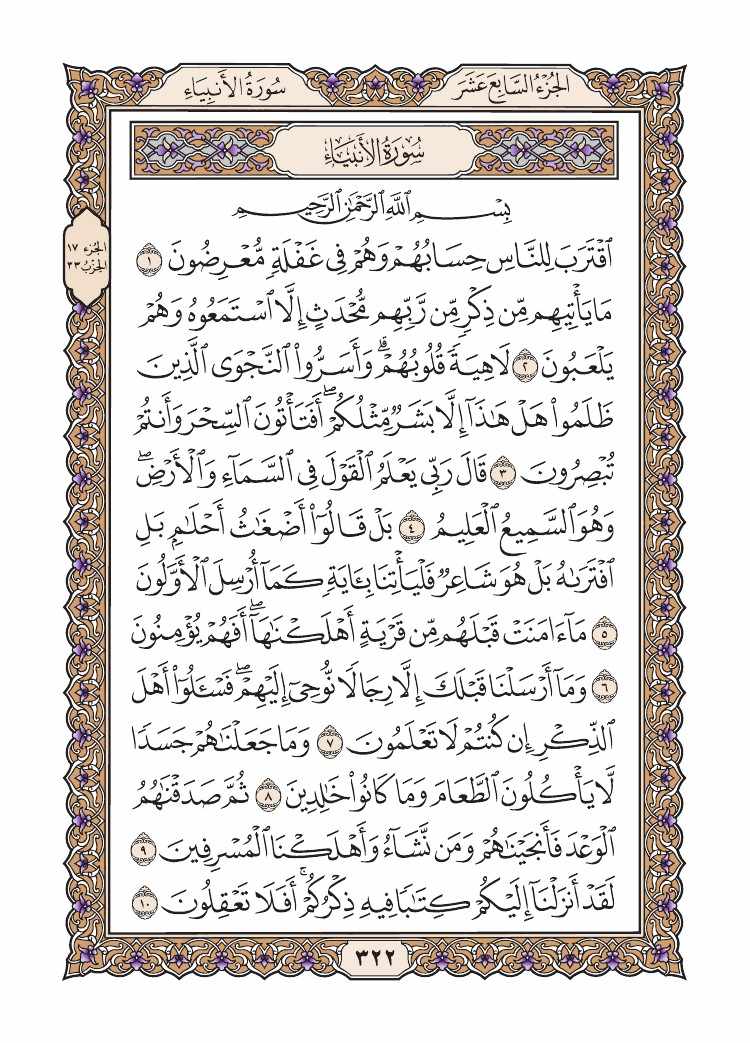 الجُزْءُ السَّابِعَ عَشَرَ
سُورَةُ الأَنبِيَاءِ
سُورَةُ الأَنبِيَاءِ
الجزء ١٧
الحزب ٣٣
بِسْمِ ٱللَّهِ ٱلرَّحْمَٰنِ ٱلرَّحِيمِ
ٱقْتَرَبَ لِلنَّاسِ حِسَابُهُمْ وَهُمْ فِى غَفْلَةٍ مُّعْرِضُونَ ١
مَا يَأْتِيهِم مِّن ذِكْرٍ مِّن رَّبِّهِم مُّحْدَثٍ إِلَّا ٱسْتَمَعُوهُ وَهُمْ
يَلْعَبُونَ ٢ لَاهِيَةً قُلُوبُهُمْ ۗ وَأَسَرُّوا۟ ٱلنَّجْوَى ٱلَّذِينَ
ظَلَمُوا۟ هَلْ هَٰذَآ إِلَّا بَشَرٌ مِّثْلُكُمْ ۖ أَفَتَأْتُونَ ٱلسِّحْرَ وَأَنتُمْ
تُبْصِرُونَ ٣ قَالَ رَبِّى يَعْلَمُ ٱلْقَوْلَ فِى ٱلسَّمَآءِ وَٱلْأَرْضِ ۖ
وَهُوَ ٱلسَّمِيعُ ٱلْعَلِيمُ ٤ بَلْ قَالُوٓا۟ أَضْغَٰثُ أَحْلَٰمٍۭ بَلِ
ٱفْتَرَىٰهُ بَلْ هُوَ شَاعِرٌ فَلْيَأْتِنَا بِـَٔايَةٍ كَمَآ أُرْسِلَ ٱلْأَوَّلُونَ
٥ مَآ ءَامَنَتْ قَبْلَهُم مِّن قَرْيَةٍ أَهْلَكْنَٰهَآ ۖ أَفَهُمْ يُؤْمِنُونَ
٦ وَمَآ أَرْسَلْنَا قَبْلَكَ إِلَّا رِجَالًا نُّوحِىٓ إِلَيْهِمْ ۖ فَسْـَٔلُوٓا۟ أَهْلَ
ٱلذِّكْرِ إِن كُنتُمْ لَا تَعْلَمُونَ ٧ وَمَا جَعَلْنَٰهُمْ جَسَدًا
لَّا يَأْكُلُونَ ٱلطَّعَامَ وَمَا كَانُوا۟ خَٰلِدِينَ ٨ ثُمَّ صَدَقْنَٰهُمُ
ٱلْوَعْدَ فَأَنجَيْنَٰهُمْ وَمَن نَّشَآءُ وَأَهْلَكْنَا ٱلْمُسْرِفِينَ ٩
لَقَدْ أَنزَلْنَآ إِلَيْكُمْ كِتَٰبًا فِيهِ ذِكْرُكُمْ ۖ أَفَلَا تَعْقِلُونَ ١٠
٣٢٢